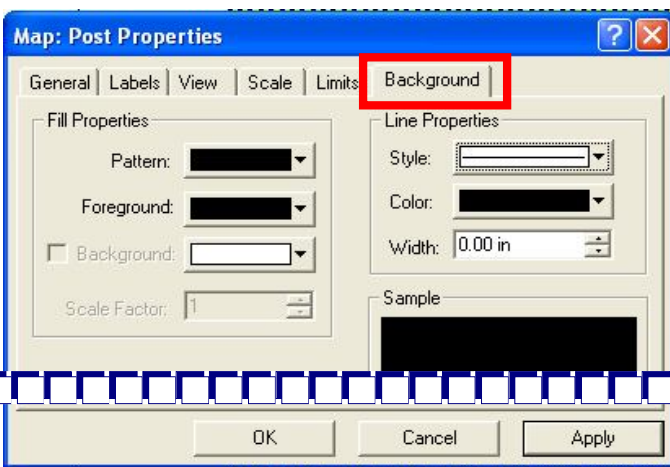 Map: Post Properties
General Labels View Scale Limits Background
Fill Properties
Pattern:
Foreground:
Background:
Scale Factor: 1
Line Properties
Style:
Color:
Width: 0.00 in
Sample
OK Cancel Apply